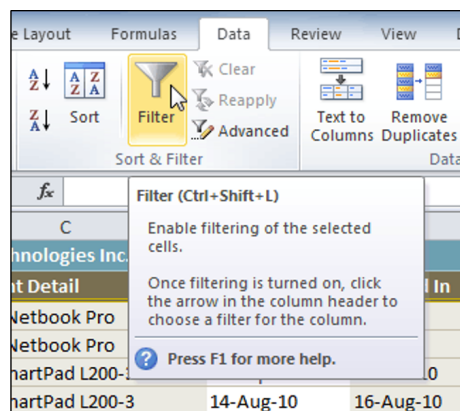 e Layout Formulas Data Review View
A Z
Z A
A Z
Z A
Sort
Filter
Clear
Reapply
Advanced
Text to Columns
Remove Duplicates
Sort & Filter
Data
fx
C
hnologies Inc.
nt Detail
d In
Netbook Pro
Netbook Pro
martPad L200-3
martPad L200-3 14-Aug-10 16-Aug-10
Filter (Ctrl+Shift+L)
Enable filtering of the selected
cells.
Once filtering is turned on, click
the arrow in the column header to
choose a filter for the column.
Press F1 for more help.